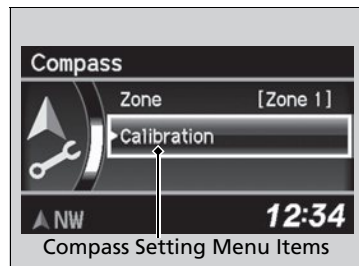 Compass
Zone [Zone 1]
Calibration
NW 12:34
Compass Setting Menu Items